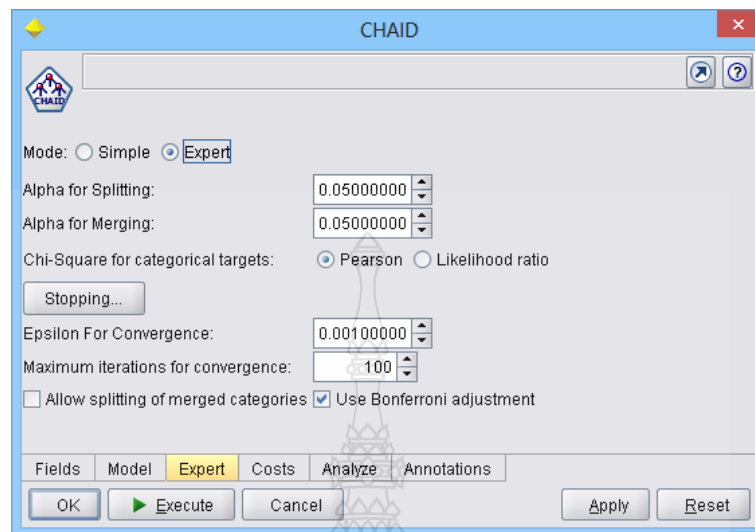 CHAID
CHAID
Mode: Simple Expert
Alpha for Splitting: 0.05000000
Alpha for Merging: 0.05000000
Chi-Square for categorical targets: Pearson Likelihood ratio
Stopping...
Epsilon For Convergence: 0.00100000
Maximum iterations for convergence: 100
Allow splitting of merged categories Use Bonferroni adjustment
Fields Model Expert Costs Analyze Annotations
OK Execute Cancel Apply Reset